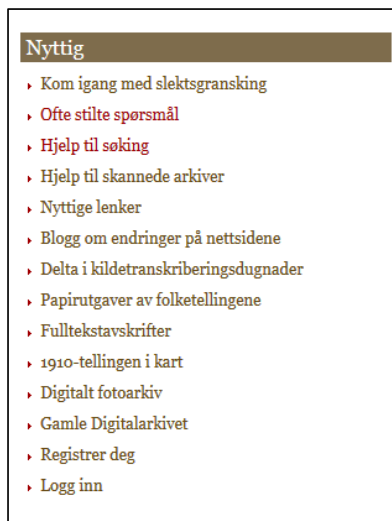 Nyttig
Kom igang med slektsgransking
Ofte stilte spørsmål
Hjelp til søking
Hjelp til skannede arkiver
Nyttige lenker
Blogg om endringer på nettsidene
Delta i kildetranskriberingsdugnader
Papirutgaver av folketellingene
Fulltekstavskrifter
1910-tellingen i kart
Digitalt fotoarkiv
Gamle Digitalarkivet
Registrer deg
Logg inn